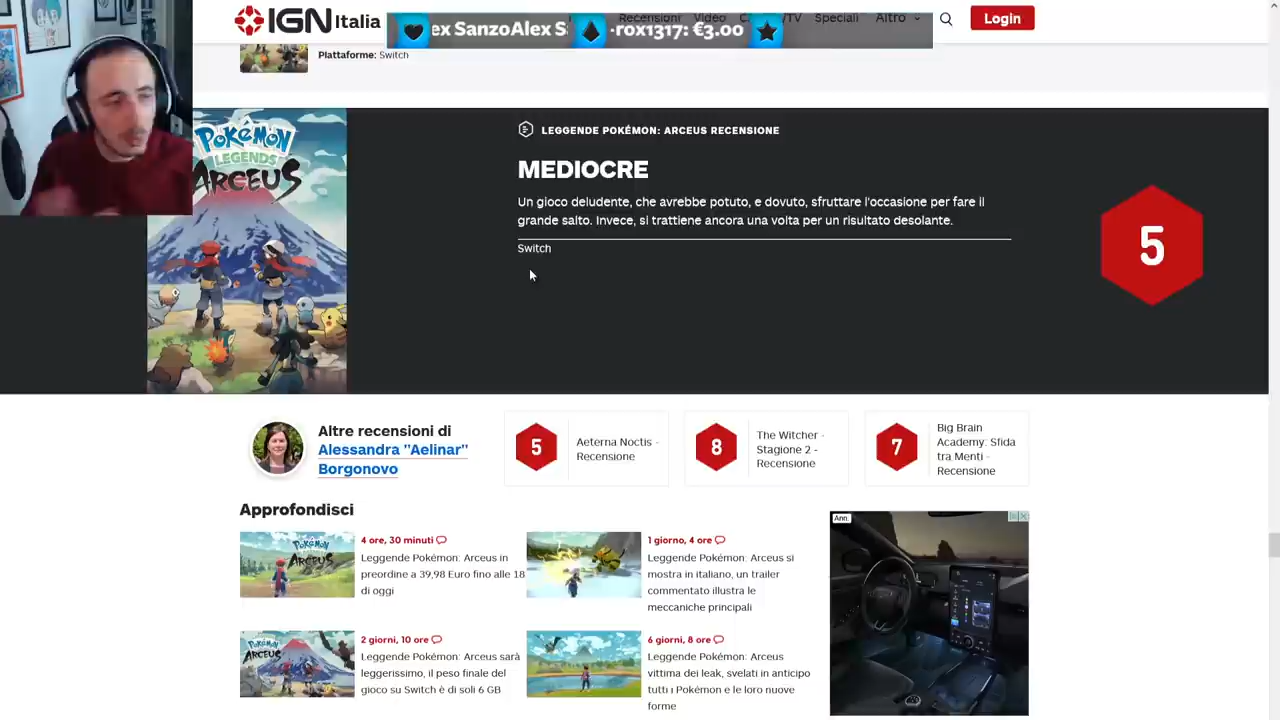 IGN Italia
Recensioni Video
TV Speciali Altro
Login
ex SanzoAlex S
·rox1317: €3.00
Plattaforme: Switch
POKÉMON
LEGENDS
ARCEUS
LEGGENDE POKÉMON: ARCEUS RECENSIONE
MEDIOCRE
Un gioco deludente, che avrebbe potuto, e dovuto, sfruttare l'occasione per fare il
grande salto. Invece, si trattiene ancora una volta per un risultato desolante.
Switch
5
Altre recensioni di
Alessandra "Aelinar"
Borgonovo
5
Aeterna Noctis -
Recensione
8
The Witcher -
Stagione 2 -
Recensione
7
Big Brain
Academy: Sfida
tra Menti -
Recensione
Approfondisci
POKÉMON
ARCEUS
4 ore, 30 minuti
Leggende Pokémon: Arceus in
preordine a 39,98 Euro fino alle 18
di oggi
1 giorno, 4 ore
Leggende Pokémon: Arceus si
mostra in italiano, un trailer
commentato illustra le
meccaniche principali
POKÉMON
ARCEUS
2 giorni, 10 ore
Leggende Pokémon: Arceus sarà
leggerissimo, il peso finale del
gioco su Switch è di soli 6 GB
6 giorni, 8 ore
Leggende Pokémon: Arceus
vittima dei leak, svelati in anticipo
tutti i Pokémon e le loro nuove
forme
Ann.